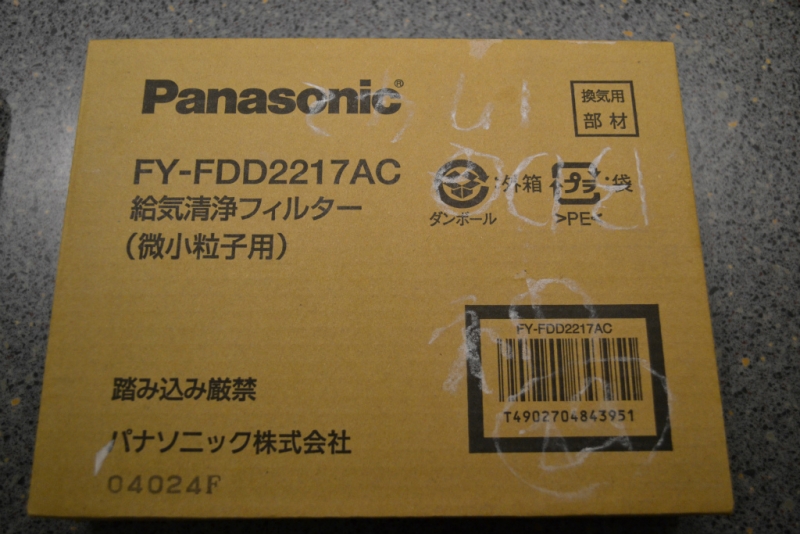 Panasonic®
換気用
部材
FY-FDD2217AC
給気清浄フィルター
(微小粒子用)
ダンボール
:外箱
プラ
:袋
>PE<
FY-FDD2217AC
T4902704843951
踏み込み厳禁
パナソニック株式会社
04024F